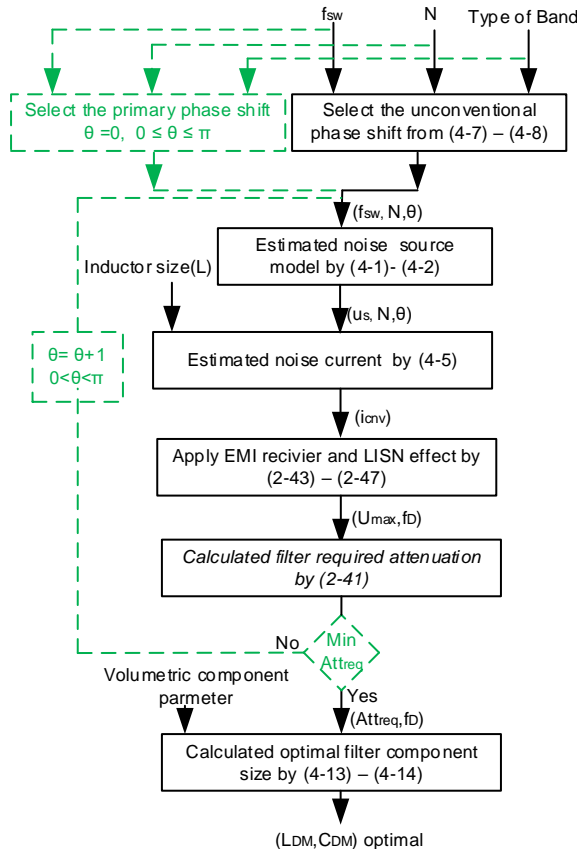 fsw
N
Type of Band
Select the primary phase shift
θ =0, 0 ≤ θ ≤ π
Select the unconventional
phase shift from (4-7) – (4-8)
(fsw, N,θ)
Estimated noise source
model by (4-1)- (4-2)
Inductor size(L)
(us, N,θ)
θ= θ+1
0<θ<π
Estimated noise current by (4-5)
(icnv)
Apply EMI recivier and LISN effect by
(2-43) – (2-47)
(Umax,fD)
Calculated filter required attenuation
by (2-41)
No
Min
Attreq
Volumetric component
parmeter
Yes
(Attreq,fD)
Calculated optimal filter component
size by (4-13) – (4-14)
(LDM,CDM) optimal